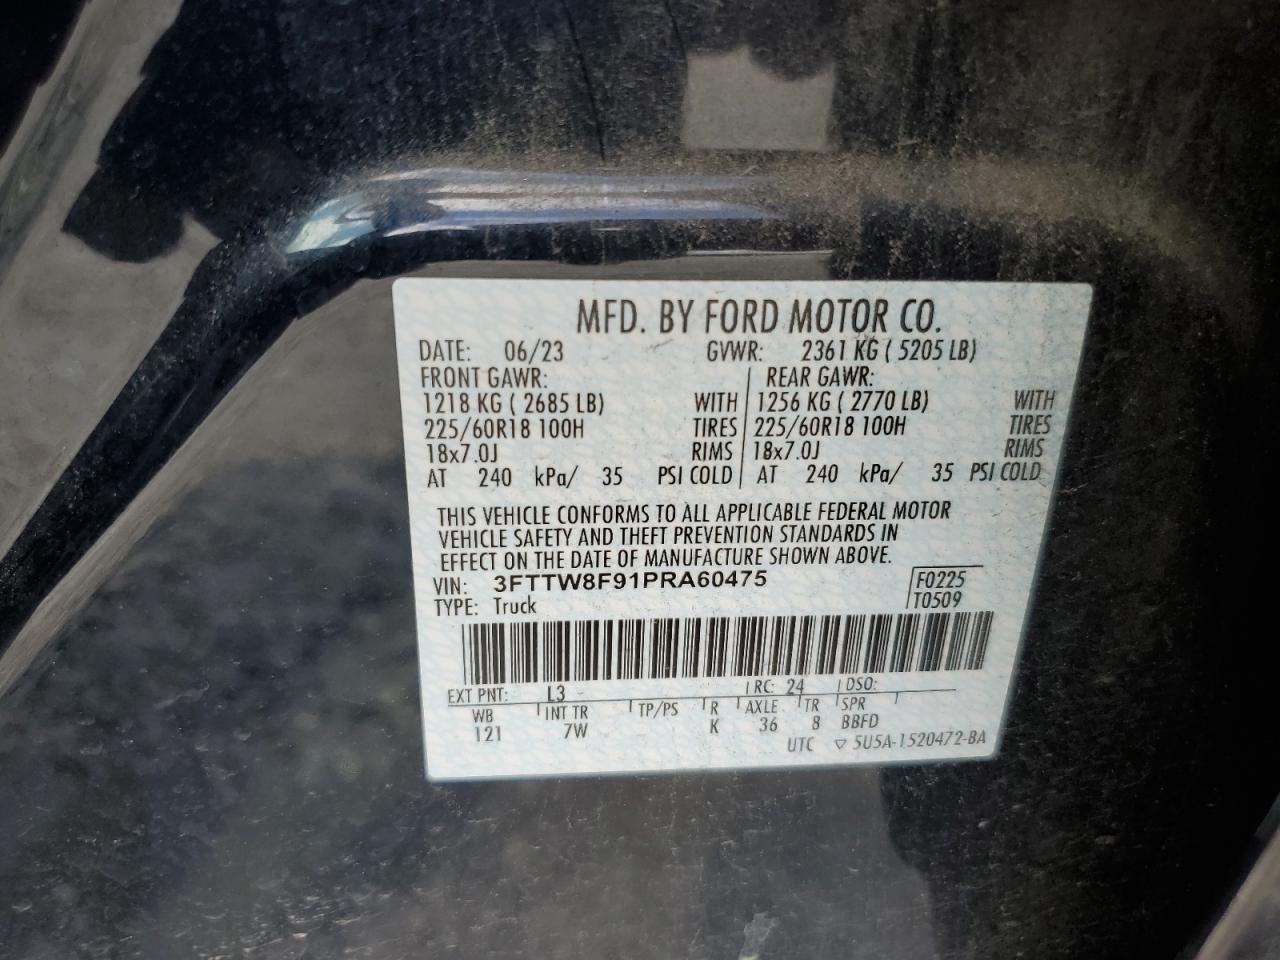 MFD. BY FORD MOTOR CO.
DATE: 06/23 GVWR: 2361 KG ( 5205 LB)
FRONT GAWR: REAR GAWR:
1218 KG ( 2685 LB) WITH 1256 KG ( 2770 LB) WITH
225/60R18 100H TIRES 225/60R18 100H TIRES
18x7.0J RIMS 18x7.0J RIMS
AT 240 kPa/ 35 PSI COLD AT 240 kPa/ 35 PSI COLD
THIS VEHICLE CONFORMS TO ALL APPLICABLE FEDERAL MOTOR
VEHICLE SAFETY AND THEFT PREVENTION STANDARDS IN
EFFECT ON THE DATE OF MANUFACTURE SHOWN ABOVE.
VIN: 3FTTW8F91PRA60475 F0225
TYPE: Truck T0509
EXT PNT: L3 RC: 24 DSO:
WB INT TR TP/PS R AXLE TR SPR
121 7W K 36 8 BBFD
UTC ▽ 5U5A-1520472-BA